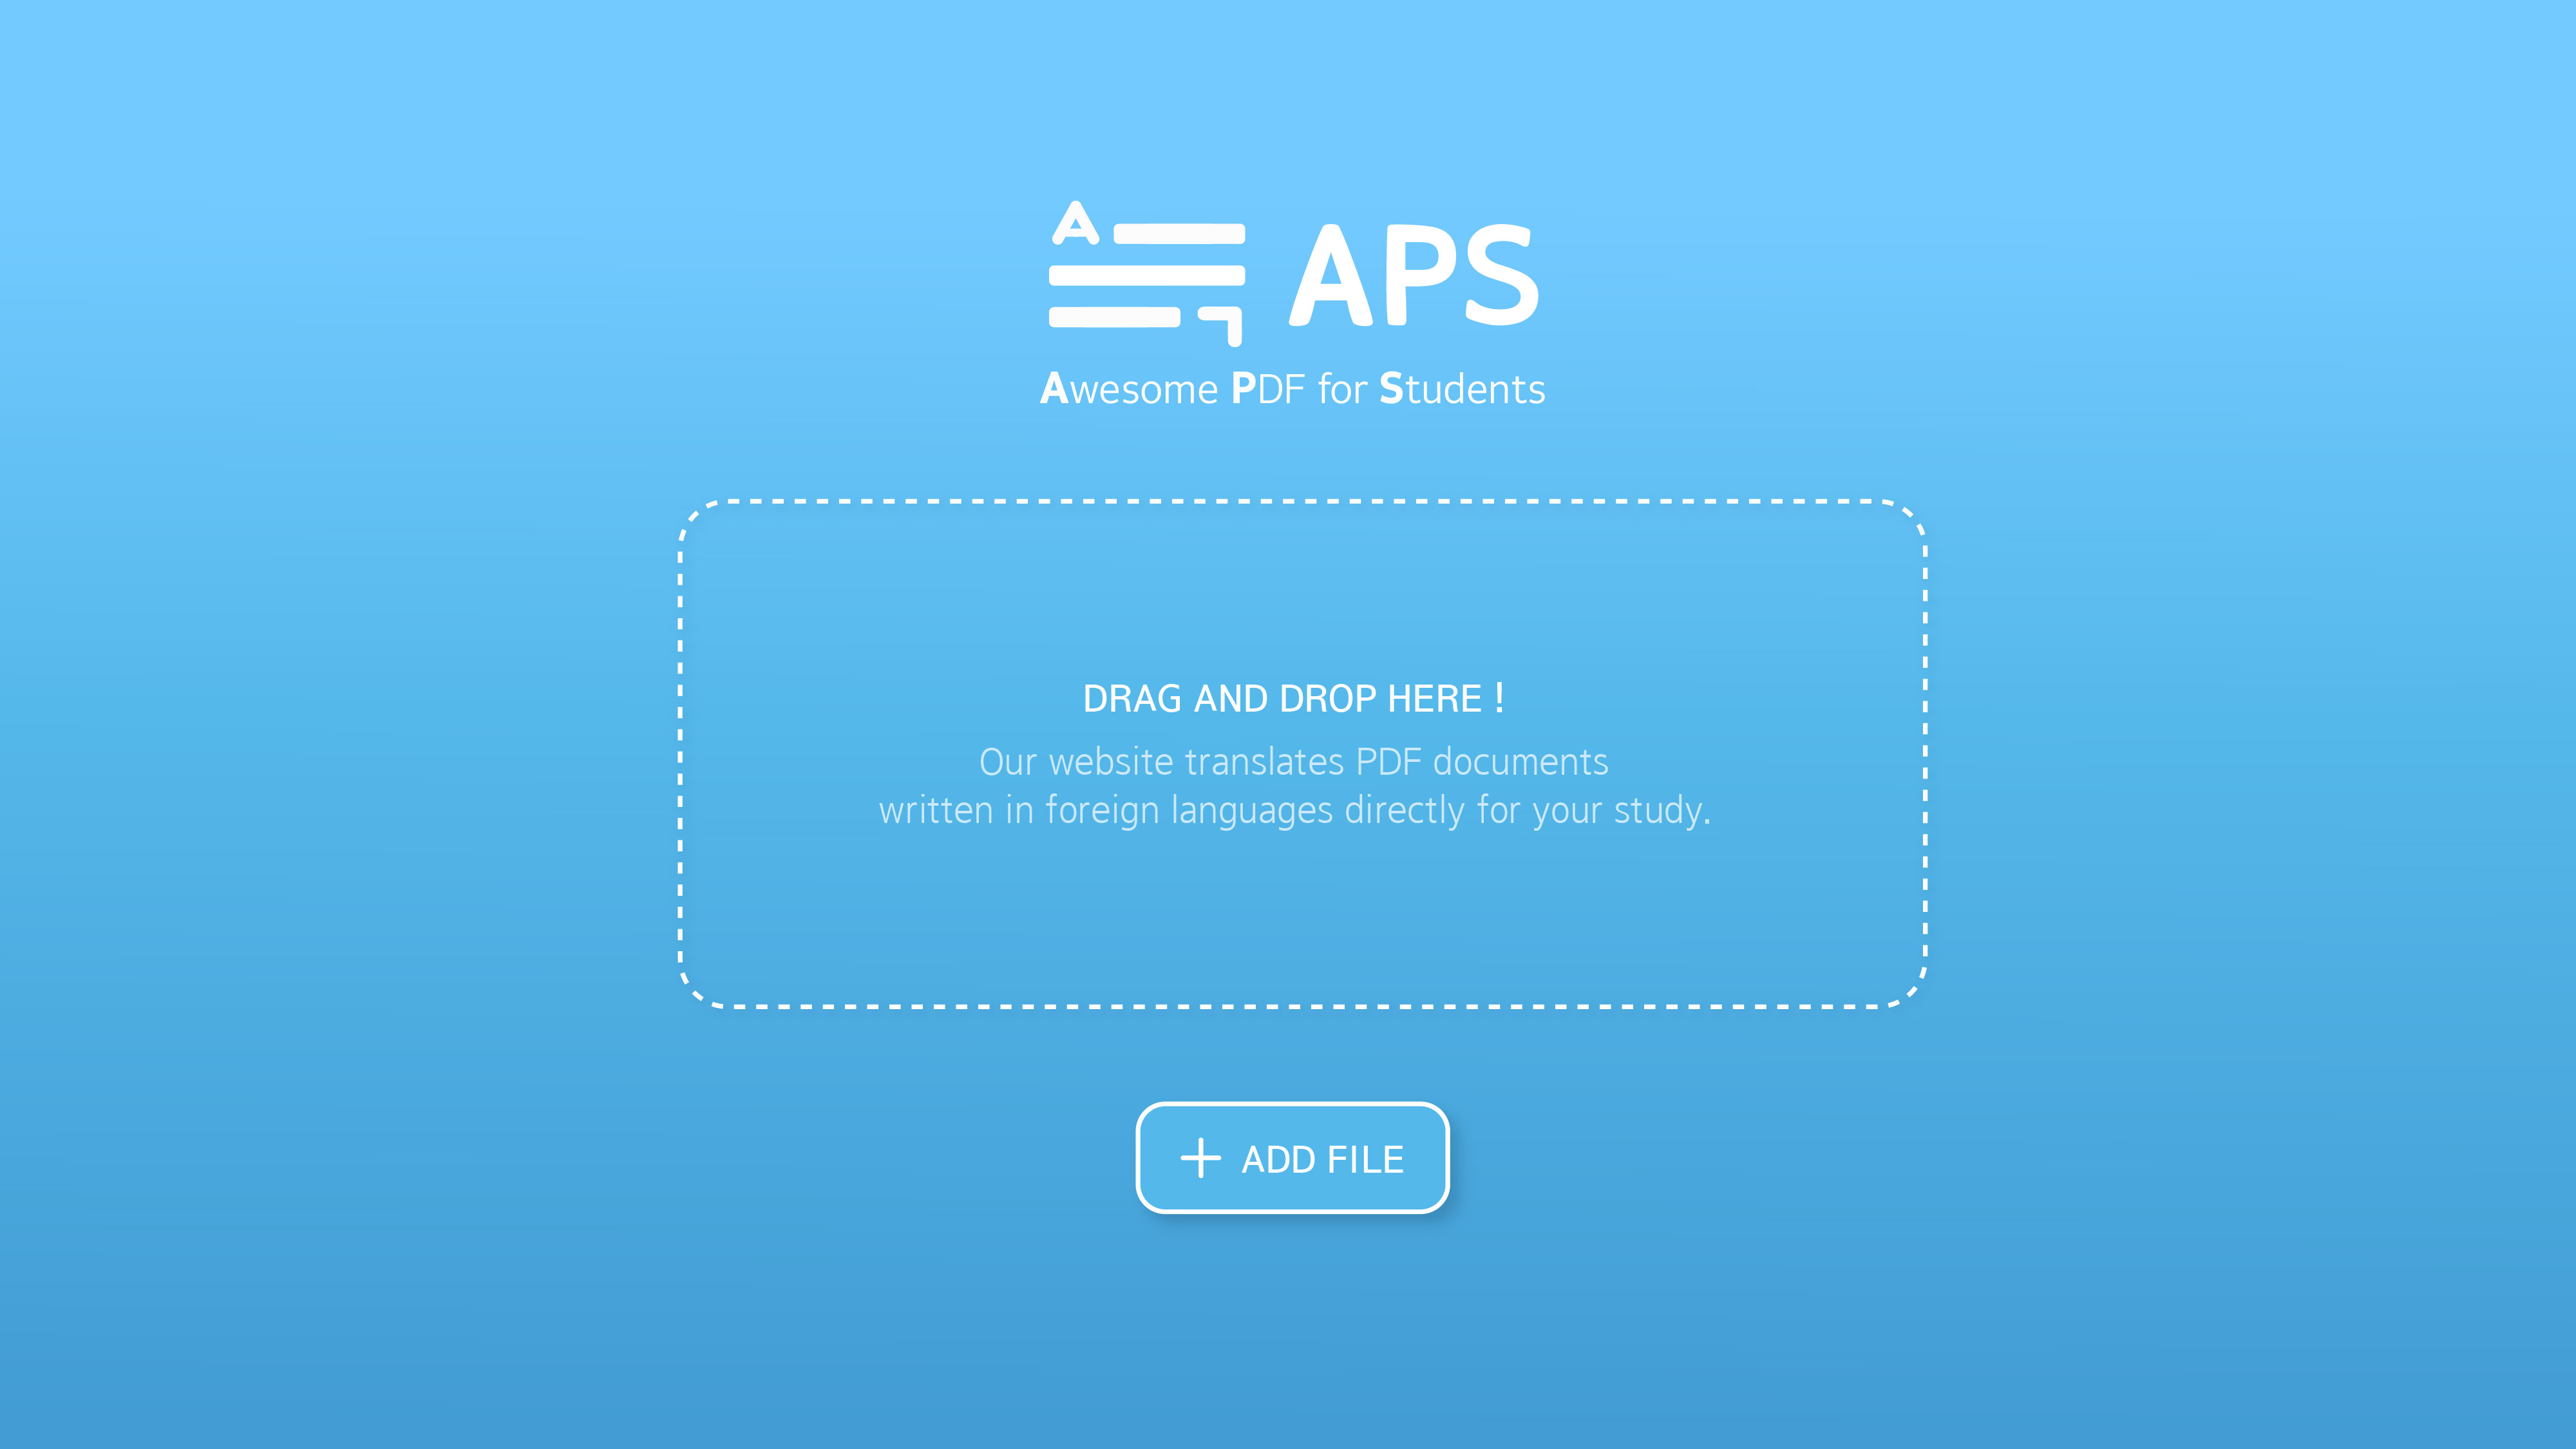 A
ㄱ
APS
Awesome PDF for Students
DRAG AND DROP HERE !
Our website translates PDF documents
written in foreign languages directly for your study.
ADD FILE